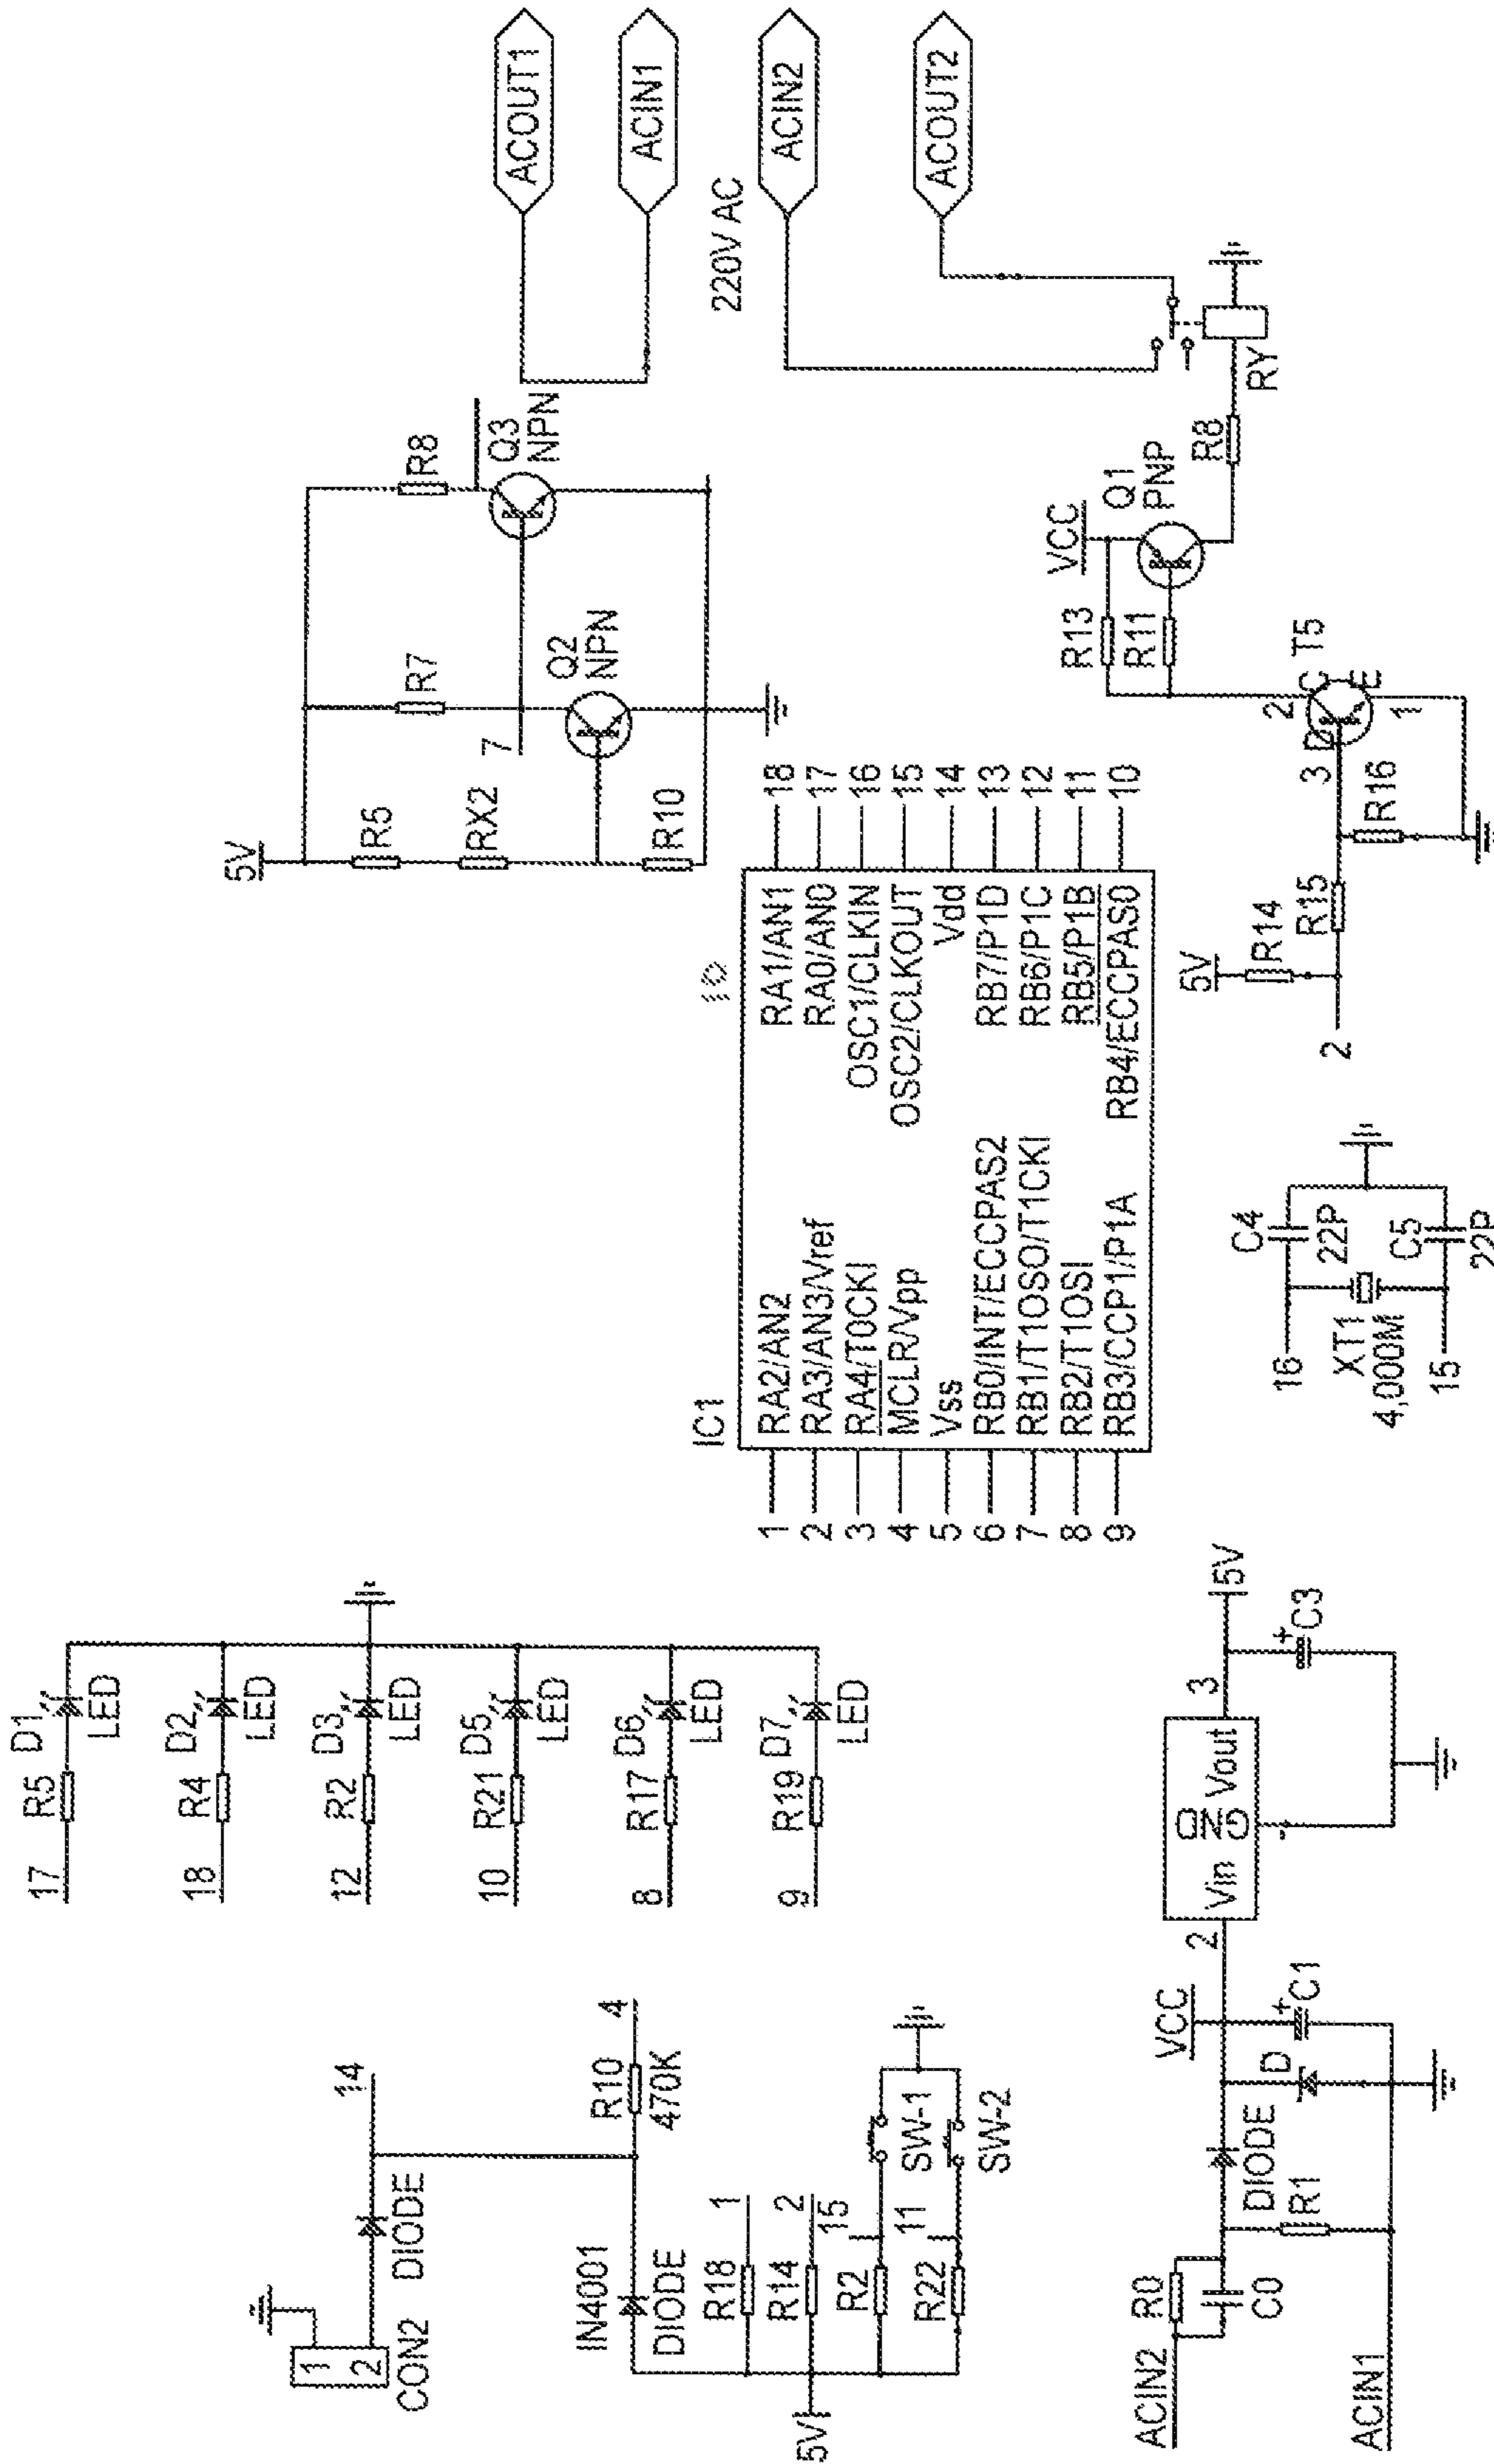 CON2
1
2
DIODE
14
IN4001
DIODE
R10
470K
4
R18
1
R14
2
5V
R2
15
SW-1
R22
11
SW-2
17
R5
D1
LED
18
R4
D2
LED
12
R2
D3
LED
10
R21
D5
LED
8
R17
D6
LED
9
R19
D7
LED
5V
R5
RX2
R10
R7
7
Q2
NPN
R8
Q3
NPN
ACOUT1
ACIN1
220V AC
ACIN2
ACOUT2
IC1
1 RA2/AN2 RA1/AN1 18
2 RA3/AN3/Vref RA0/AN0 17
3 RA4/T0CKI OSC1/CLKIN 16
4 MCLR/Vpp OSC2/CLKOUT 15
5 Vss Vdd 14
6 RB0/INT/ECCPAS2 RB7/P1D 13
7 RB1/T1OSO/T1CKI RB6/P1C 12
8 RB2/T1OSI RB5/P1B 11
9 RB3/CCP1/P1A RB4/ECCPAS0 10
ACIN2
R0
C0
ACIN1
R1
DIODE
D
VCC
C1
+
2
Vin
GND
Vout
3
5V
C3
+
16
XT1
4,000M
15
C4
22P
C5
22P
2
5V
R14
R15
R16
3
2
C
T5
E
1
R13
R11
VCC
Q1
PNP
R8
RY